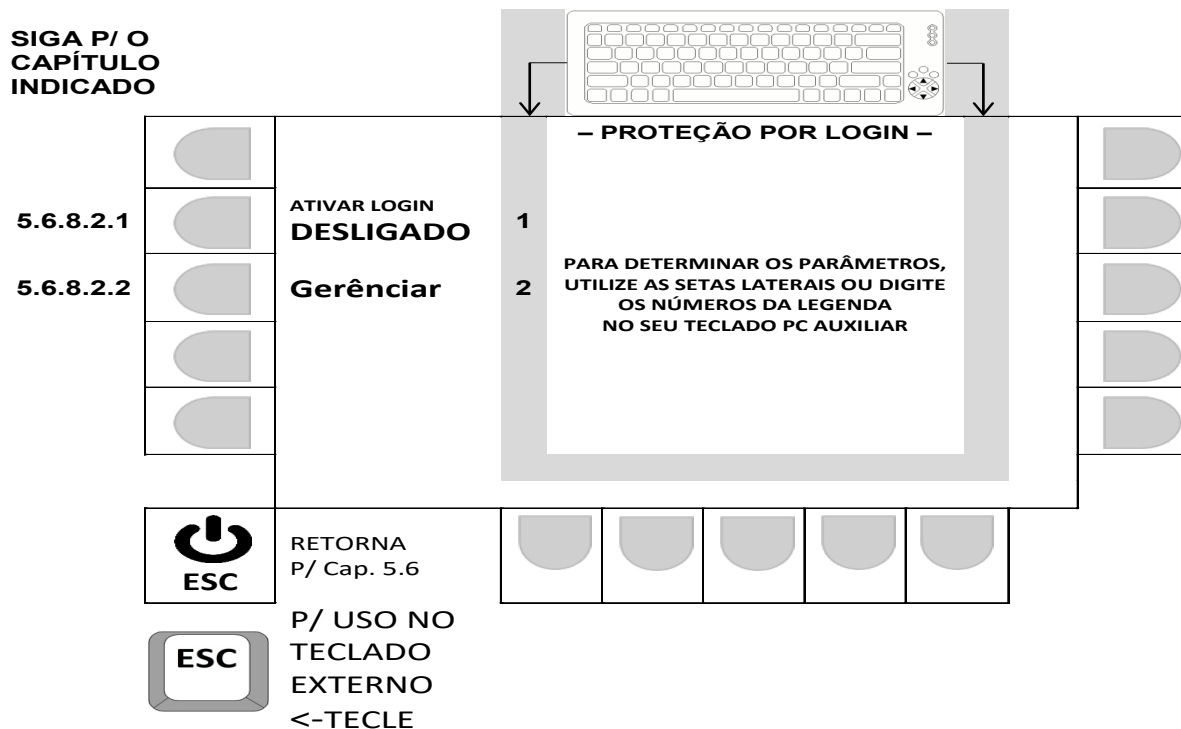 SIGA P/ O
CAPÍTULO
INDICADO
– PROTEÇÃO POR LOGIN –
5.6.8.2.1
ATIVAR LOGIN
DESLIGADO
1
5.6.8.2.2
Gerênciar
2
PARA DETERMINAR OS PARÂMETROS,
UTILIZE AS SETAS LATERAIS OU DIGITE
OS NÚMEROS DA LEGENDA
NO SEU TECLADO PC AUXILIAR
ESC
RETORNA
P/ Cap. 5.6
ESC
P/ USO NO
TECLADO
EXTERNO
<-TECLE